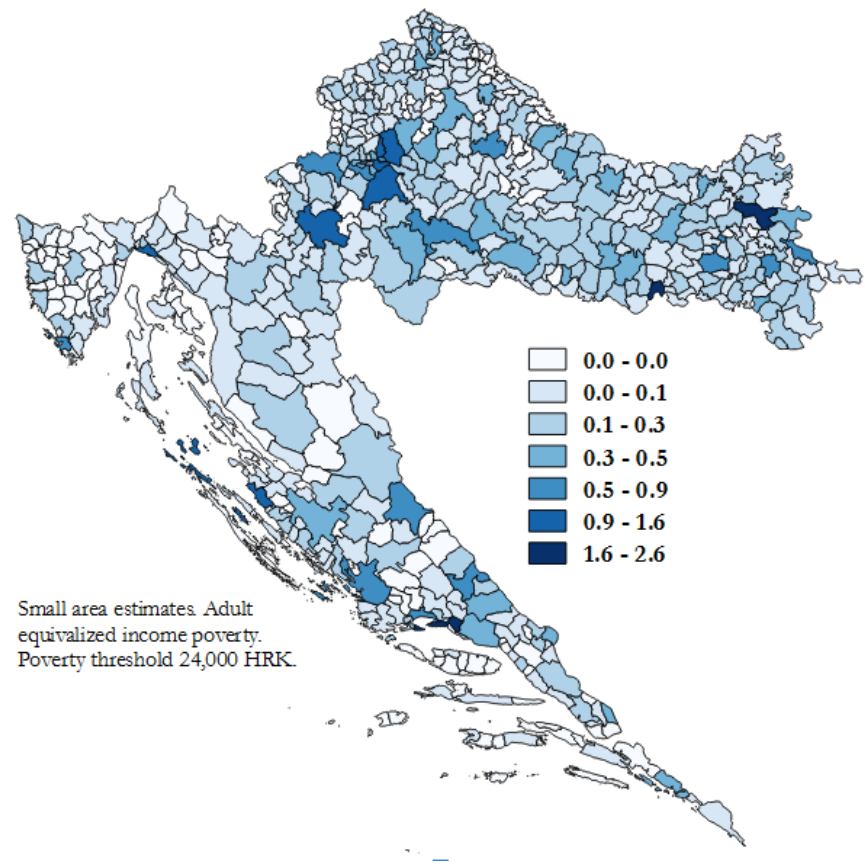 0.0 - 0.0
0.0 - 0.1
0.1 - 0.3
0.3 - 0.5
0.5 - 0.9
0.9 - 1.6
1.6 - 2.6
Small area estimates. Adult
equivalized income poverty.
Poverty threshold 24,000 HRK.